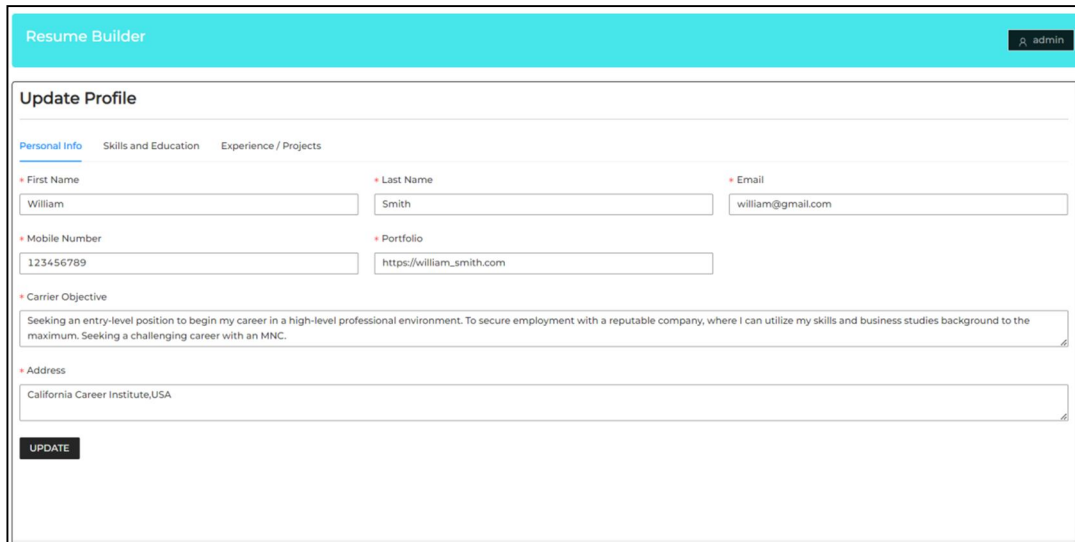 Resume Builder
admin
Update Profile
Personal Info Skills and Education Experience / Projects
* First Name * Last Name * Email
William Smith william@gmail.com
* Mobile Number * Portfolio
123456789 https://william_smith.com
* Carrier Objective
Seeking an entry-level position to begin my career in a high-level professional environment. To secure employment with a reputable company, where I can utilize my skills and business studies background to the
maximum. Seeking a challenging career with an MNC.
* Address
California Career Institute,USA
UPDATE